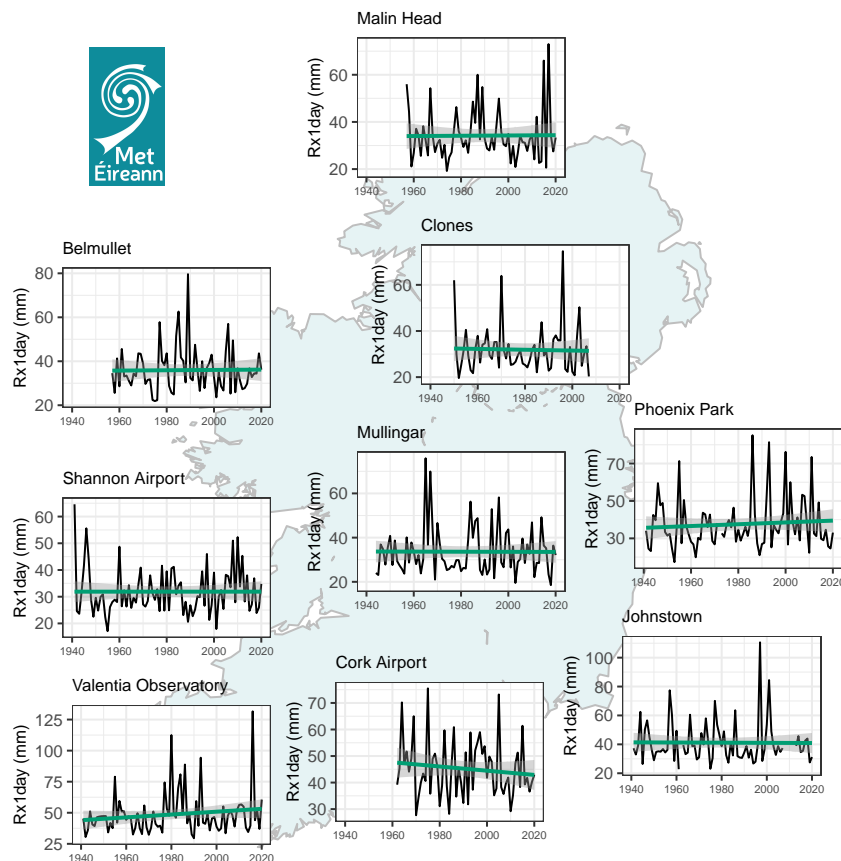 Malin Head
Rx1day (mm)
60
40
20
1940 1960 1980 2000 2020
Met
Éireann
Clones
Rx1day (mm)
60
40
20
1940 1960 1980 2000 2020
Belmullet
Rx1day (mm)
80
60
40
20
1940 1960 1980 2000 2020
Phoenix Park
Rx1day (mm)
70
50
30
1940 1960 1980 2000 2020
Mullingar
Rx1day (mm)
60
40
20
1940 1960 1980 2000 2020
Shannon Airport
Rx1day (mm)
60
50
40
30
20
1940 1960 1980 2000 2020
Johnstown
Rx1day (mm)
100
80
60
40
20
1940 1960 1980 2000 2020
Cork Airport
Rx1day (mm)
70
60
50
40
30
1940 1960 1980 2000 2020
Valentia Observatory
Rx1day (mm)
125
100
75
50
25
1940 1960 1980 2000 2020